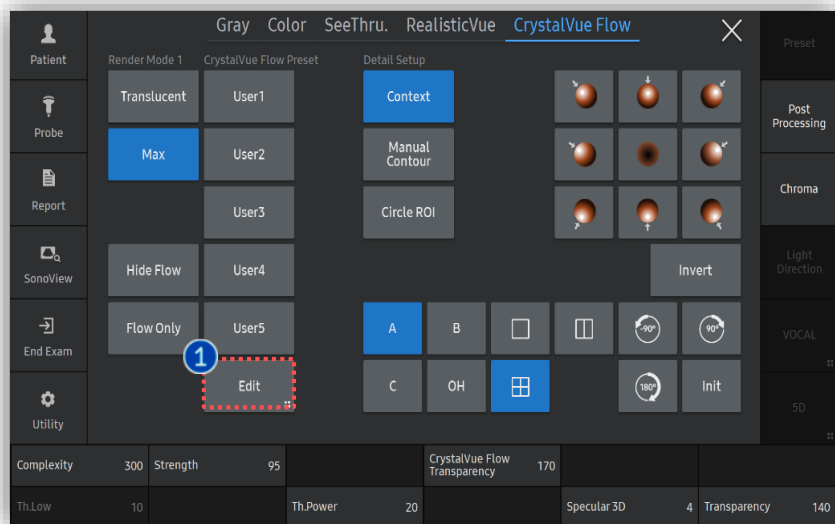 Gray Color SeeThru. RealisticVue CrystalVue Flow
Patient
Probe
Report
SonoView
End Exam
Utility
Render Mode 1
Translucent
Max
Hide Flow
Flow Only
CrystalVue Flow Preset
User1
User2
User3
User4
User5
1
Edit
Detail Setup
Context
Manual
Contour
Circle ROI
Invert
A B -90° 90°
C OH 180° Init
Preset
Post
Processing
Chroma
Light
Direction
VOCAL
5D
Complexity 300 Strength 95 CrystalVue Flow
Transparency 170
Th.Low 10 Th.Power 20 Specular 3D 4 Transparency 140